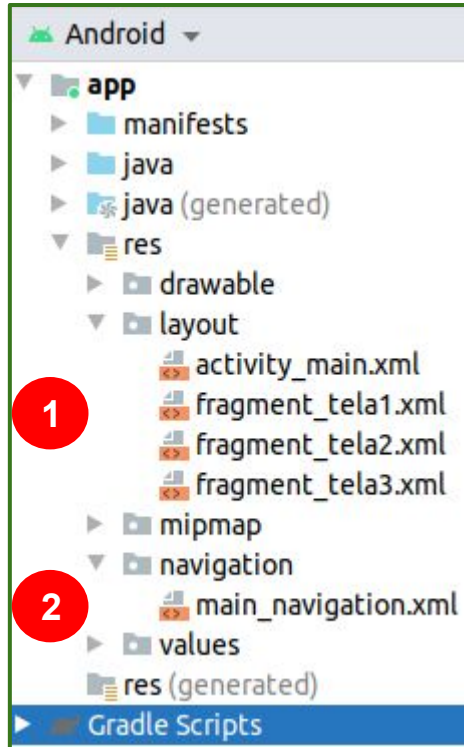 Android
app
manifests
java
java (generated)
res
drawable
layout
activity_main.xml
1
fragment_tela1.xml
fragment_tela2.xml
fragment_tela3.xml
mipmap
navigation
2
main_navigation.xml
values
res (generated)
Gradle Scripts